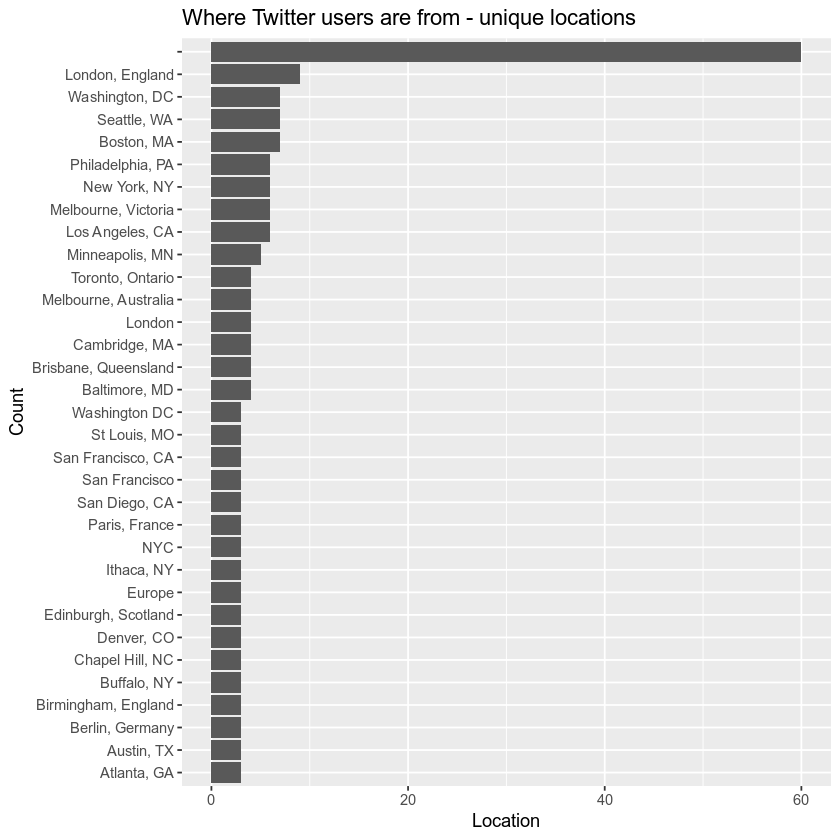 Where Twitter users are from - unique locations
London, England
Washington, DC
Seattle, WA
Boston, MA
Philadelphia, PA
New York, NY
Melbourne, Victoria
Los Angeles, CA
Minneapolis, MN
Toronto, Ontario
Melbourne, Australia
London
Cambridge, MA
Brisbane, Queensland
Baltimore, MD
Washington DC
St Louis, MO
San Francisco, CA
San Francisco
San Diego, CA
Paris, France
NYC
Ithaca, NY
Europe
Edinburgh, Scotland
Denver, CO
Chapel Hill, NC
Buffalo, NY
Birmingham, England
Berlin, Germany
Austin, TX
Atlanta, GA
Count
0 20 40 60
Location